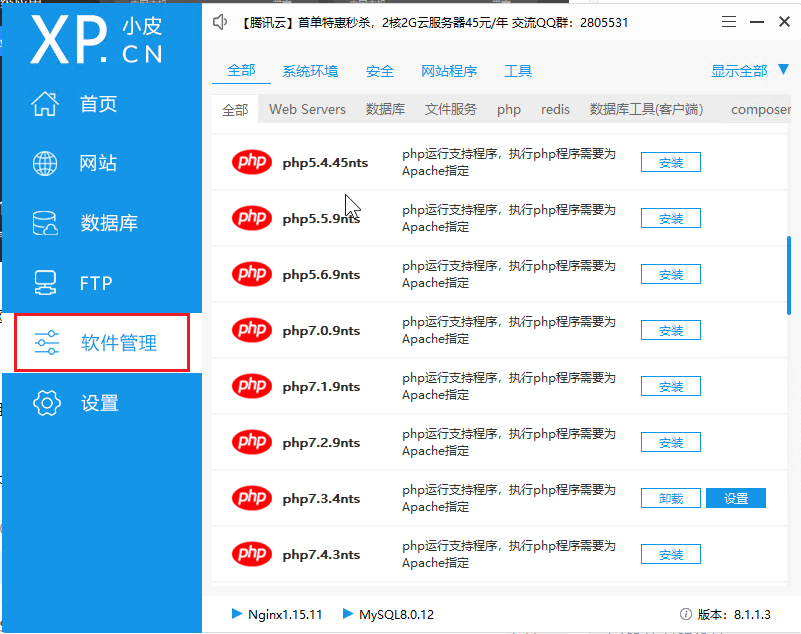 XP.小皮
CN
【腾讯云】首单特惠秒杀，2核2G云服务器45元/年 交流QQ群：2805531
首页
网站
数据库
FTP
软件管理
设置
全部 系统环境 安全 网站程序 工具 显示全部
全部 Web Servers 数据库 文件服务 php redis 数据库工具(客户端) composer
php php5.4.45nts php运行支持程序，执行php程序需要为 安装
Apache指定
php php5.5.9nts php运行支持程序，执行php程序需要为 安装
Apache指定
php php5.6.9nts php运行支持程序，执行php程序需要为 安装
Apache指定
php php7.0.9nts php运行支持程序，执行php程序需要为 安装
Apache指定
php php7.1.9nts php运行支持程序，执行php程序需要为 安装
Apache指定
php php7.2.9nts php运行支持程序，执行php程序需要为 安装
Apache指定
php php7.3.4nts php运行支持程序，执行php程序需要为 卸载 设置
Apache指定
php php7.4.3nts php运行支持程序，执行php程序需要为 安装
Apache指定
Nginx1.15.11 MySQL8.0.12 版本：8.1.1.3